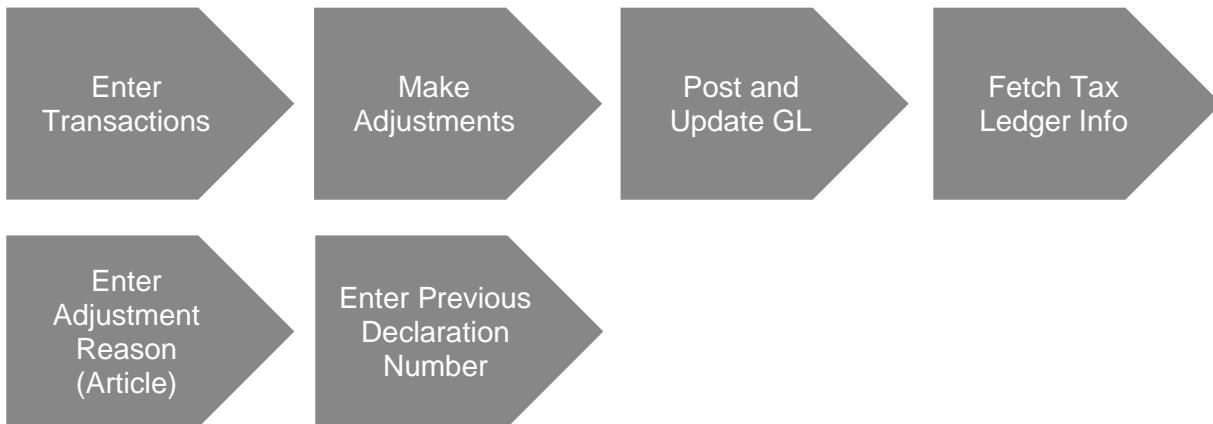 Enter
Transactions
Make
Adjustments
Post and
Update GL
Fetch Tax
Ledger Info
Enter
Adjustment
Reason
(Article)
Enter Previous
Declaration
Number